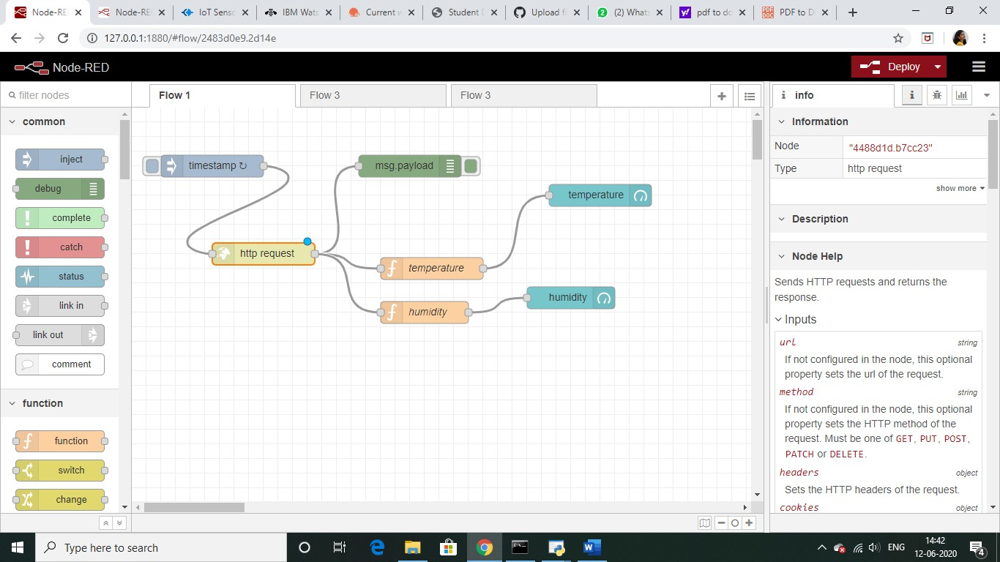 Node-RE
Node-RE
IoT Senso
IBM Wats
Current w
Student D
Upload fi
(2) Whats
pdf to do
PDF to D
127.0.0.1:1880/#flow/2483d0e9.2d14e
Node-RED
Deploy
filter nodes
Flow 1
Flow 3
Flow 3
info
common
inject
debug
complete
catch
status
link in
link out
comment
function
function
switch
change
timestamp ↻
msg.payload
temperature
http request
temperature
humidity
humidity
Information
Node
"4488d1d.b7cc23"
Type
http request
show more
Description
Node Help
Sends HTTP requests and returns the
response.
Inputs
url
string
If not configured in the node, this optional
property sets the url of the request.
method
string
If not configured in the node, this optional
property sets the HTTP method of the
request. Must be one of GET, PUT, POST,
PATCH or DELETE.
headers
object
Sets the HTTP headers of the request.
cookies
object
Type here to search
ENG
14:42
12-06-2020
4